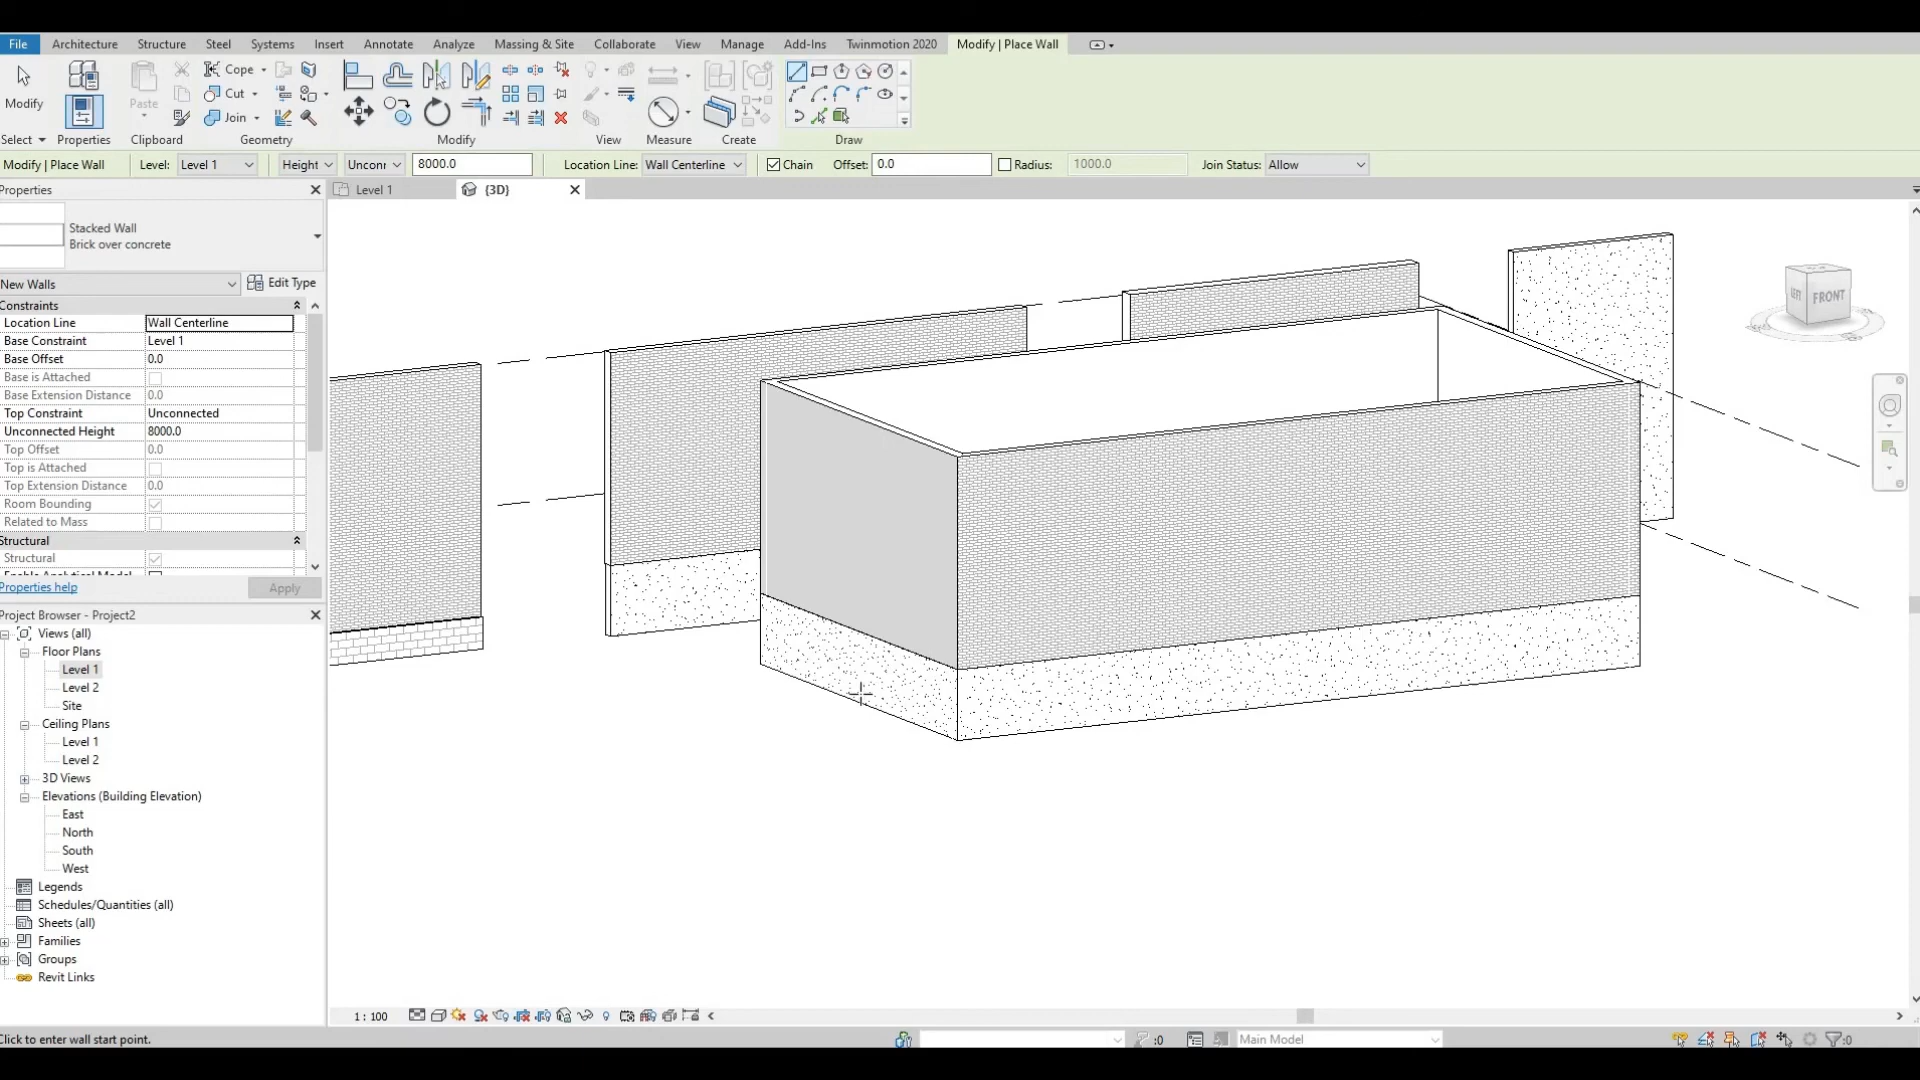 File Architecture Structure Steel Systems Insert Annotate Analyze Massing & Site Collaborate View Manage Add-Ins Twinmotion 2020 Modify | Place Wall
Modify
Paste
Cope
Cut
Join
Select Properties Clipboard Geometry Modify View Measure Create Draw
Modify | Place Wall Level: Level 1 Height Uncon 8000.0 Location Line: Wall Centerline Chain Offset: 0.0 Radius: 1000.0 Join Status: Allow
Properties
Level 1
{3D}
Stacked Wall
Brick over concrete
New Walls
Edit Type
Constraints
Location Line Wall Centerline
Base Constraint Level 1
Base Offset 0.0
Base is Attached
Base Extension Distance 0.0
Top Constraint Unconnected
Unconnected Height 8000.0
Top Offset 0.0
Top is Attached
Top Extension Distance 0.0
Room Bounding
Related to Mass
Structural
Structural
Properties help
Apply
Project Browser - Project2
Views (all)
Floor Plans
Level 1
Level 2
Site
Ceiling Plans
Level 1
Level 2
3D Views
Elevations (Building Elevation)
East
North
South
West
Legends
Schedules/Quantities (all)
Sheets (all)
Families
Groups
Revit Links
LEFT FRONT
1 : 100
Click to enter wall start point.
:0
Main Model
:0